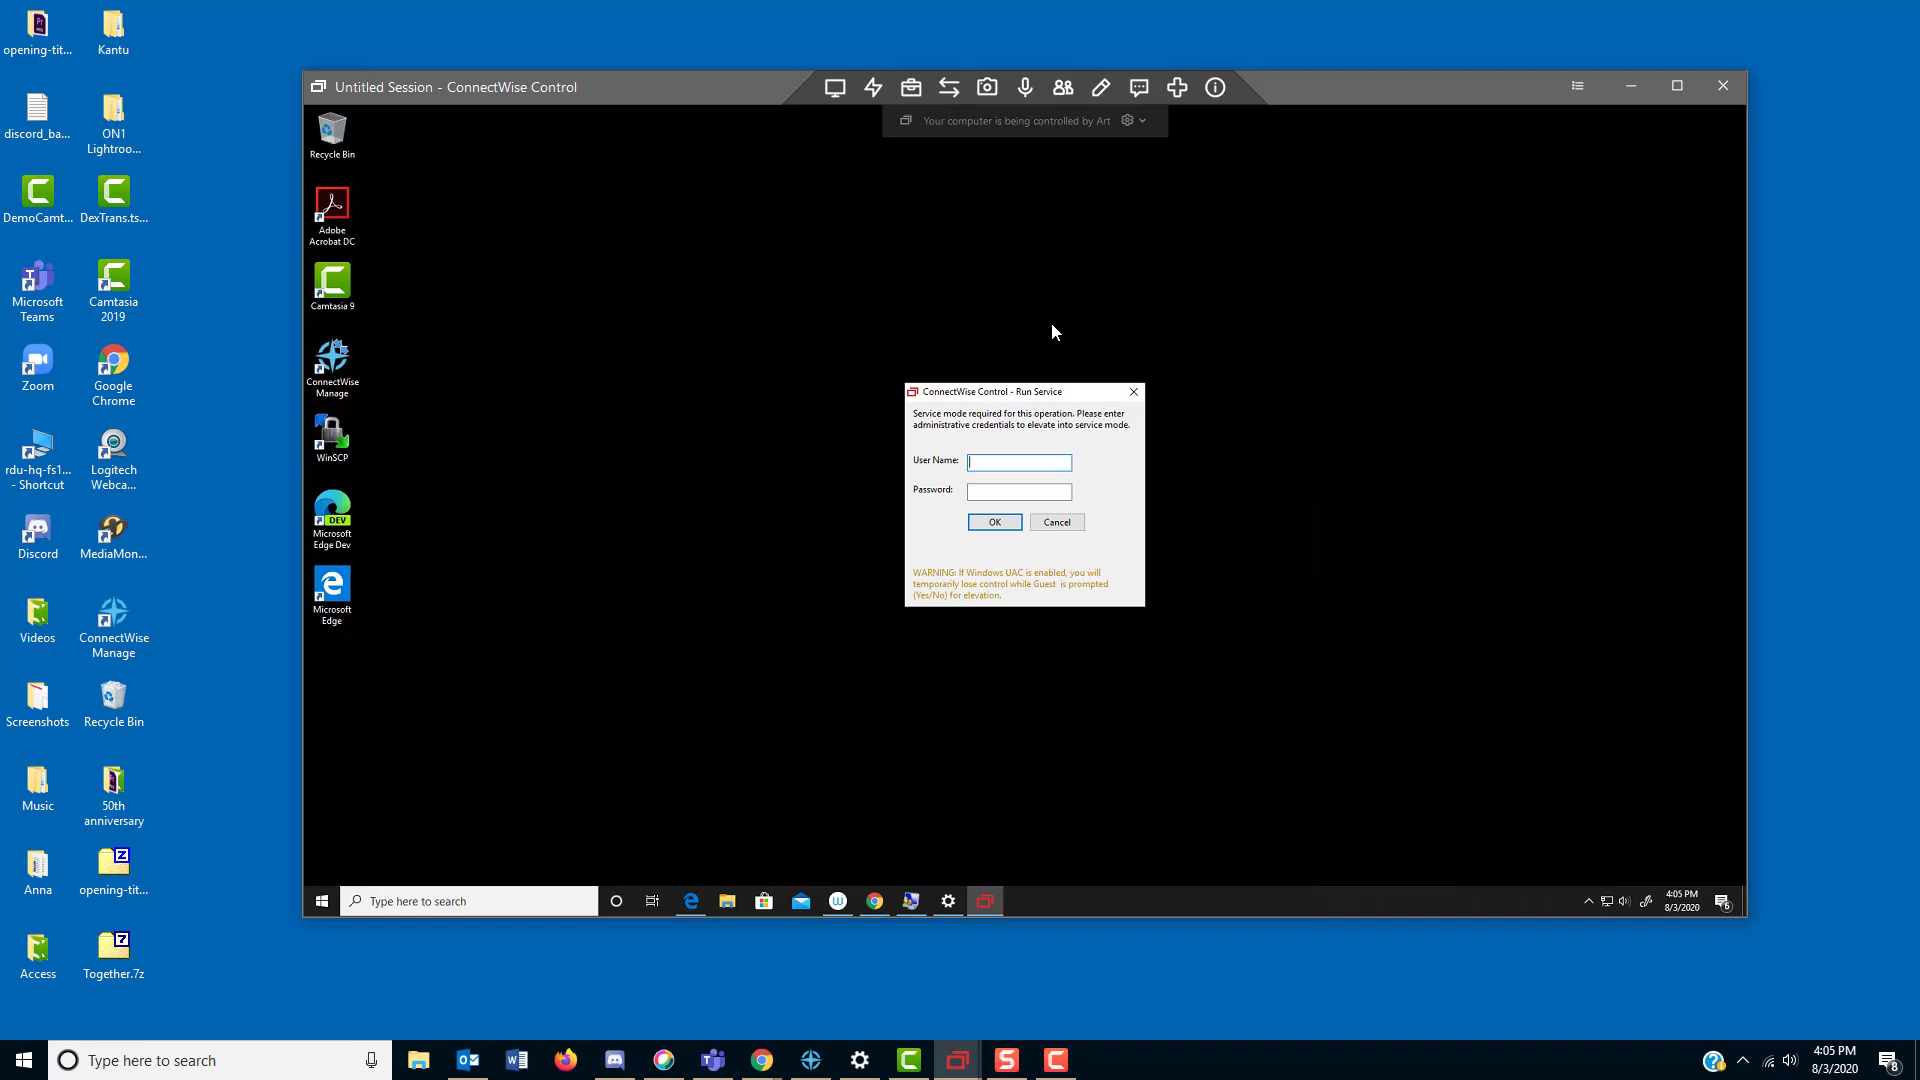 opening-tit...
Kantu
discord_ba...
ON1
Lightroo...
DemoCamt...
DexTrans.ts...
Microsoft
Teams
Camtasia
2019
Zoom
Google
Chrome
rdu-hq-fs1...
- Shortcut
Logitech
Webca...
Discord
MediaMon...
Videos
ConnectWise
Manage
Screenshots
Recycle Bin
Music
50th
anniversary
Anna
opening-tit...
Access
Together.7z
Untitled Session - ConnectWise Control
Your computer is being controlled by Art
Recycle Bin
Adobe
Acrobat DC
Camtasia 9
ConnectWise
Manage
WinSCP
DEV
Microsoft
Edge Dev
Microsoft
Edge
ConnectWise Control - Run Service
Service mode required for this operation. Please enter
administrative credentials to elevate into service mode.
User Name:
Password:
OK
Cancel
WARNING: If Windows UAC is enabled, you will
temporarily lose control while Guest  is prompted
(Yes/No) for elevation.
Type here to search
4:05 PM
8/3/2020
6
Type here to search
4:05 PM
8/3/2020
8